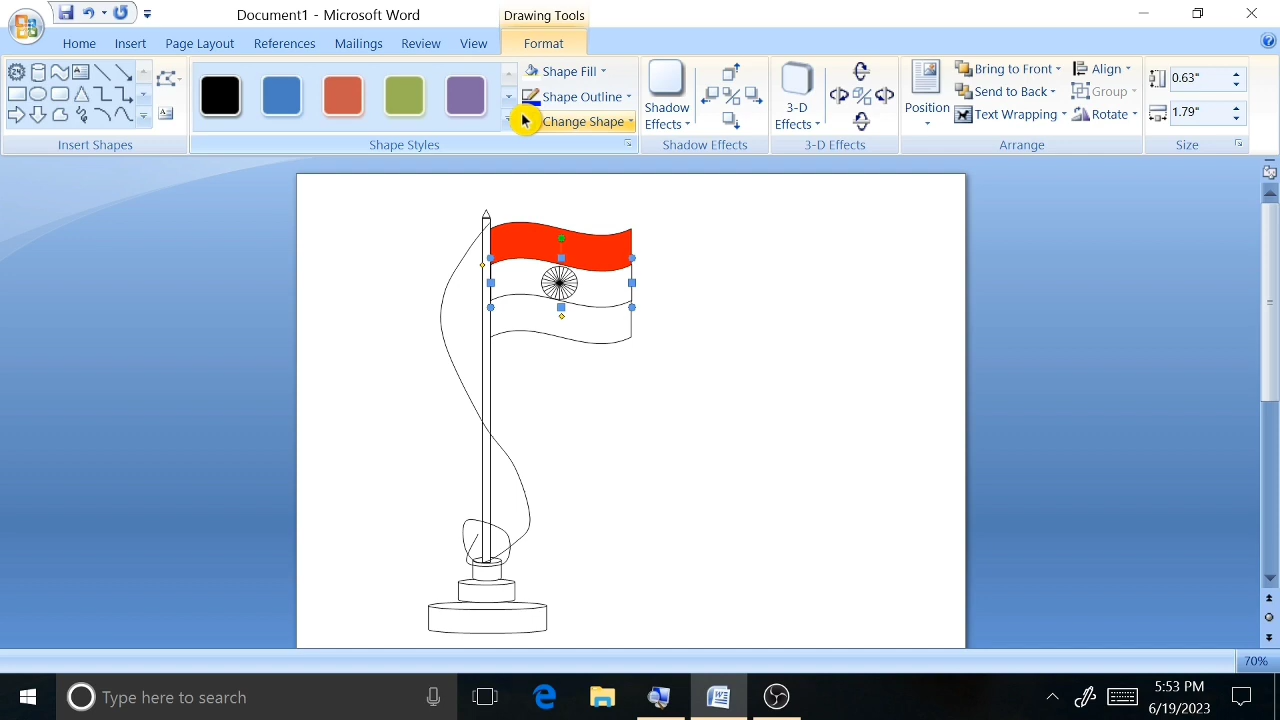 Document1 - Microsoft Word
Drawing Tools
Home
Insert
Page Layout
References
Mailings
Review
View
Format
Shape Fill
Shape Outline
Change Shape
Shadow Effects
3-D Effects
Position
Bring to Front
Send to Back
Text Wrapping
Align
Group
Rotate
0.63"
1.79"
Insert Shapes
Shape Styles
Shadow Effects
3-D Effects
Arrange
Size
70%
Type here to search
5:53 PM
6/19/2023